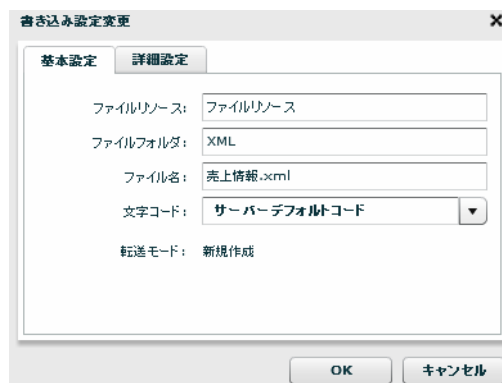 書き込み設定変更
基本設定 詳細設定
ファイルリソース: ファイルリソース
ファイルフォルダ: XML
ファイル名: 売上情報.xml
文字コード: サーバーデフォルトコード
転送モード: 新規作成
OK キャンセル